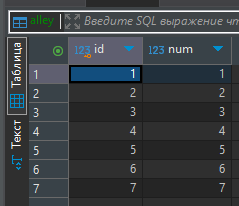 alley Введите SQL выражение чт
Таблица
Текст
123 id 123 num
1 1 1
2 2 2
3 3 3
4 4 4
5 5 5
6 6 6
7 7 7